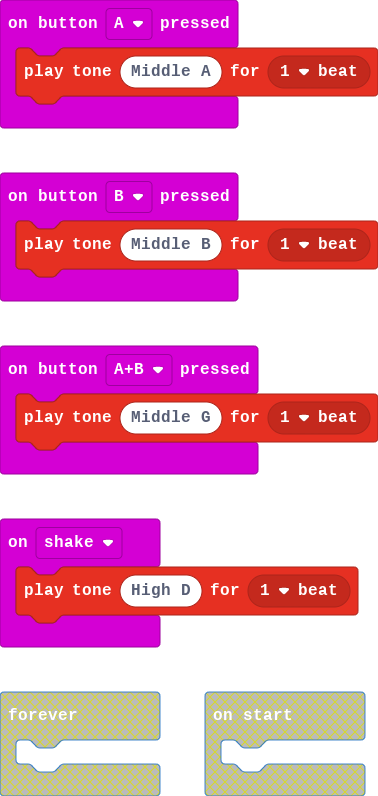 on button A pressed
play tone Middle A for 1 beat
on button B pressed
play tone Middle B for 1 beat
on button A+B pressed
play tone Middle G for 1 beat
on shake
play tone High D for 1 beat
forever
on start